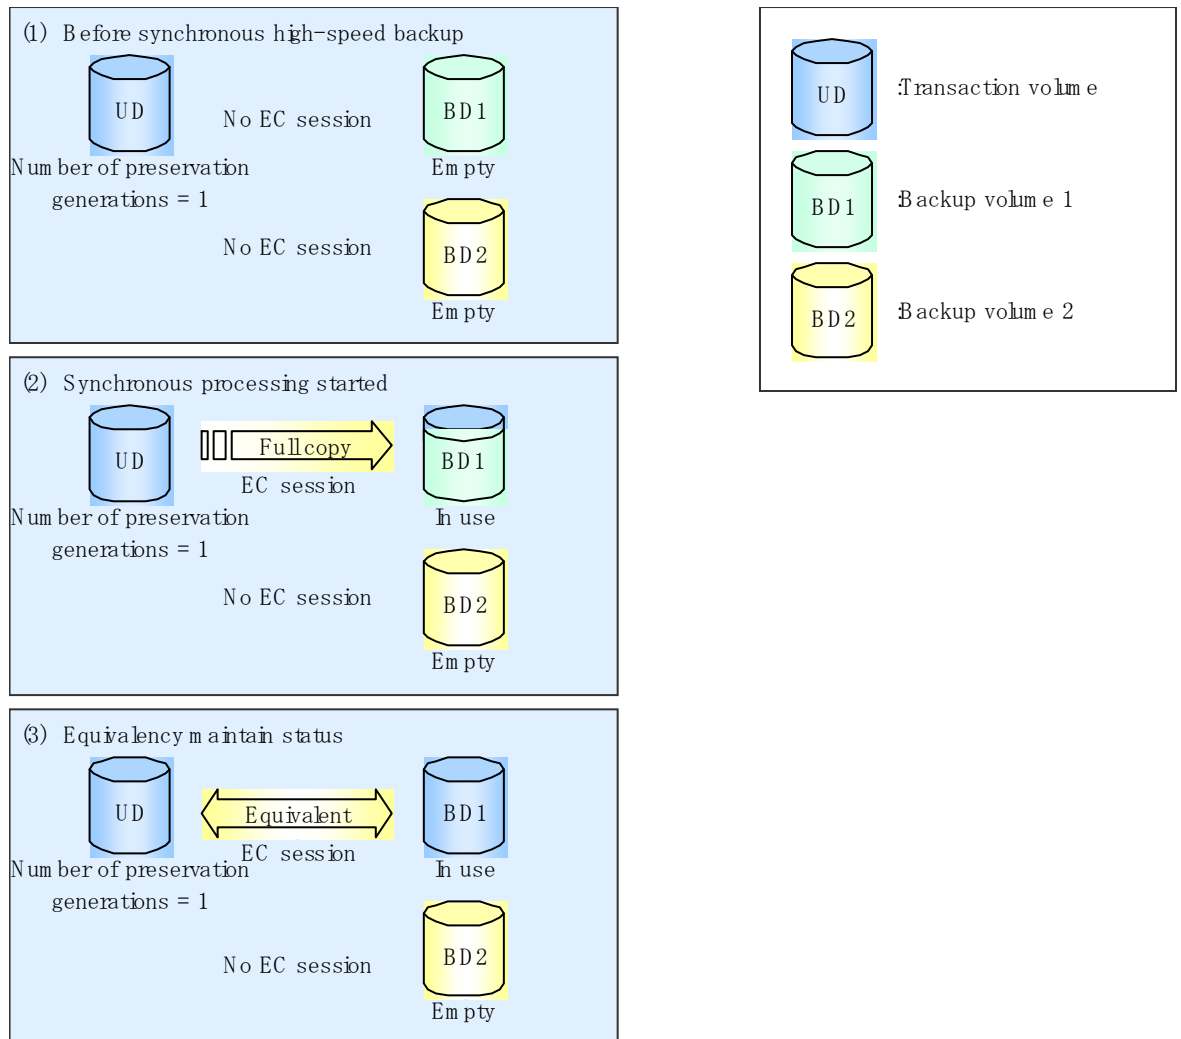 (1) Before synchronous high-speed backup
UD
No EC session
BD1
Number of preservation
generations = 1
Empty
No EC session
BD2
Empty
(2) Synchronous processing started
UD
Full copy
EC session
BD1
Number of preservation
generations = 1
In use
No EC session
BD2
Empty
(3) Equivalency maintain status
UD
Equivalent
EC session
BD1
Number of preservation
generations = 1
In use
No EC session
BD2
Empty
UD
:Transaction volume
BD1
:Backup volume 1
BD2
:Backup volume 2